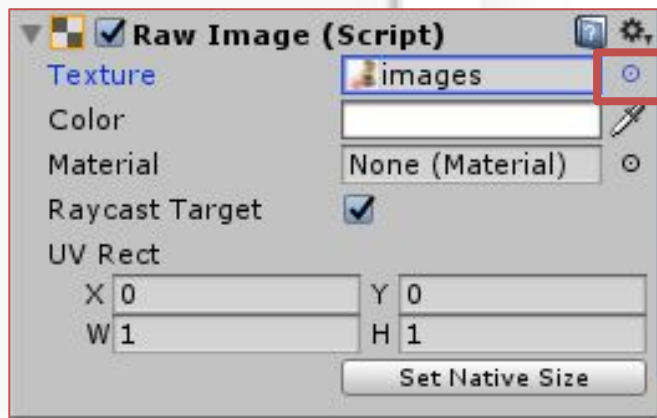 Raw Image (Script)
Texture images
Color
Material None (Material)
Raycast Target
UV Rect
X 0 Y 0
W 1 H 1
Set Native Size